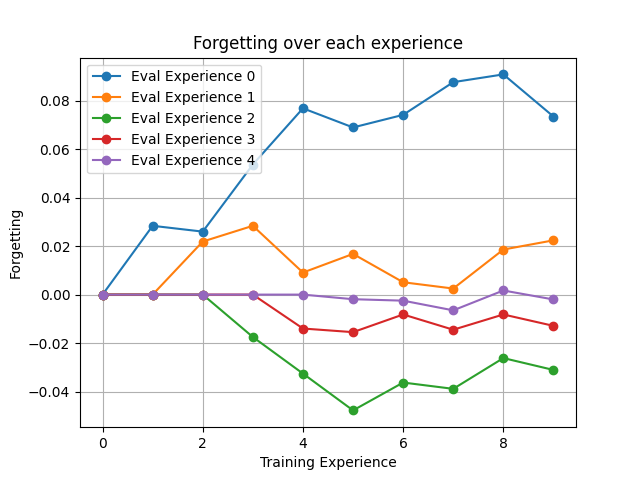 Forgetting over each experience
Eval Experience 0
Eval Experience 1
Eval Experience 2
Eval Experience 3
Eval Experience 4
Forgetting
0.08
0.06
0.04
0.02
0.00
−0.02
−0.04
0 2 4 6 8
Training Experience